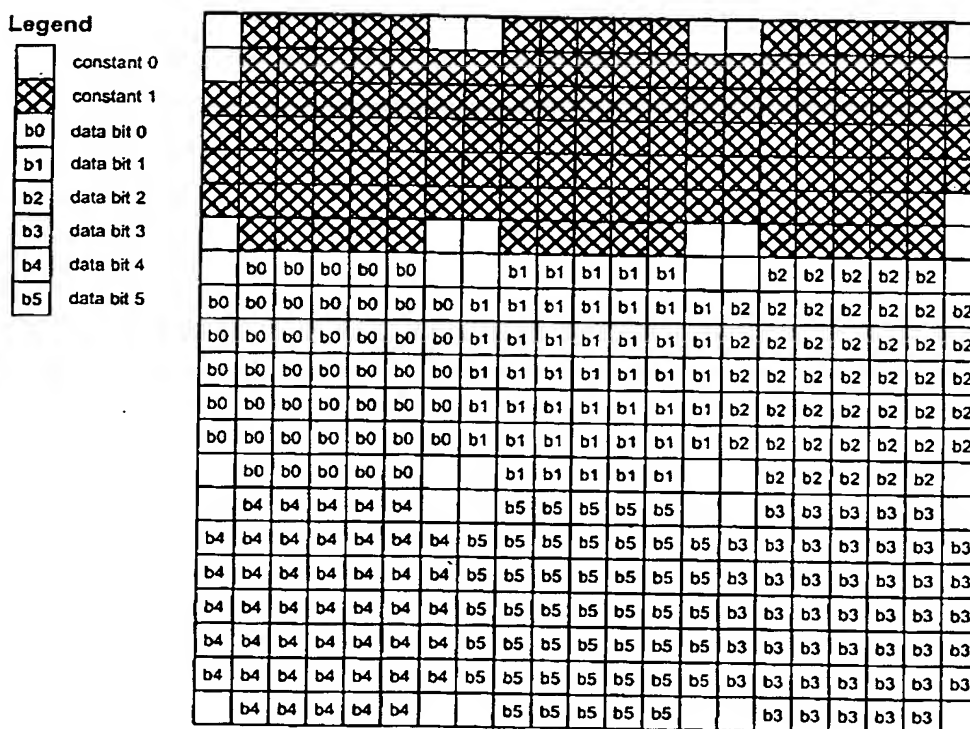 Legend
constant 0
constant 1
b0 data bit 0
b1 data bit 1
b2 data bit 2
b3 data bit 3
b4 data bit 4
b5 data bit 5
b0 b0 b0 b0 b0 b1 b1 b1 b1 b1 b2 b2 b2 b2 b2
b0 b0 b0 b0 b0 b0 b0 b1 b1 b1 b1 b1 b1 b1 b2 b2 b2 b2 b2 b2 b2
b0 b0 b0 b0 b0 b0 b0 b1 b1 b1 b1 b1 b1 b1 b2 b2 b2 b2 b2 b2 b2
b0 b0 b0 b0 b0 b0 b0 b1 b1 b1 b1 b1 b1 b1 b2 b2 b2 b2 b2 b2 b2
b0 b0 b0 b0 b0 b0 b0 b1 b1 b1 b1 b1 b1 b1 b2 b2 b2 b2 b2 b2 b2
b0 b0 b0 b0 b0 b0 b0 b1 b1 b1 b1 b1 b1 b1 b2 b2 b2 b2 b2 b2 b2
b0 b0 b0 b0 b0 b1 b1 b1 b1 b1 b2 b2 b2 b2 b2
b4 b4 b4 b4 b4 b5 b5 b5 b5 b5 b3 b3 b3 b3 b3
b4 b4 b4 b4 b4 b4 b4 b5 b5 b5 b5 b5 b5 b5 b3 b3 b3 b3 b3 b3 b3
b4 b4 b4 b4 b4 b4 b4 b5 b5 b5 b5 b5 b5 b5 b3 b3 b3 b3 b3 b3 b3
b4 b4 b4 b4 b4 b4 b4 b5 b5 b5 b5 b5 b5 b5 b3 b3 b3 b3 b3 b3 b3
b4 b4 b4 b4 b4 b4 b4 b5 b5 b5 b5 b5 b5 b5 b3 b3 b3 b3 b3 b3 b3
b4 b4 b4 b4 b4 b4 b4 b5 b5 b5 b5 b5 b5 b5 b3 b3 b3 b3 b3 b3 b3
b4 b4 b4 b4 b4 b5 b5 b5 b5 b5 b3 b3 b3 b3 b3